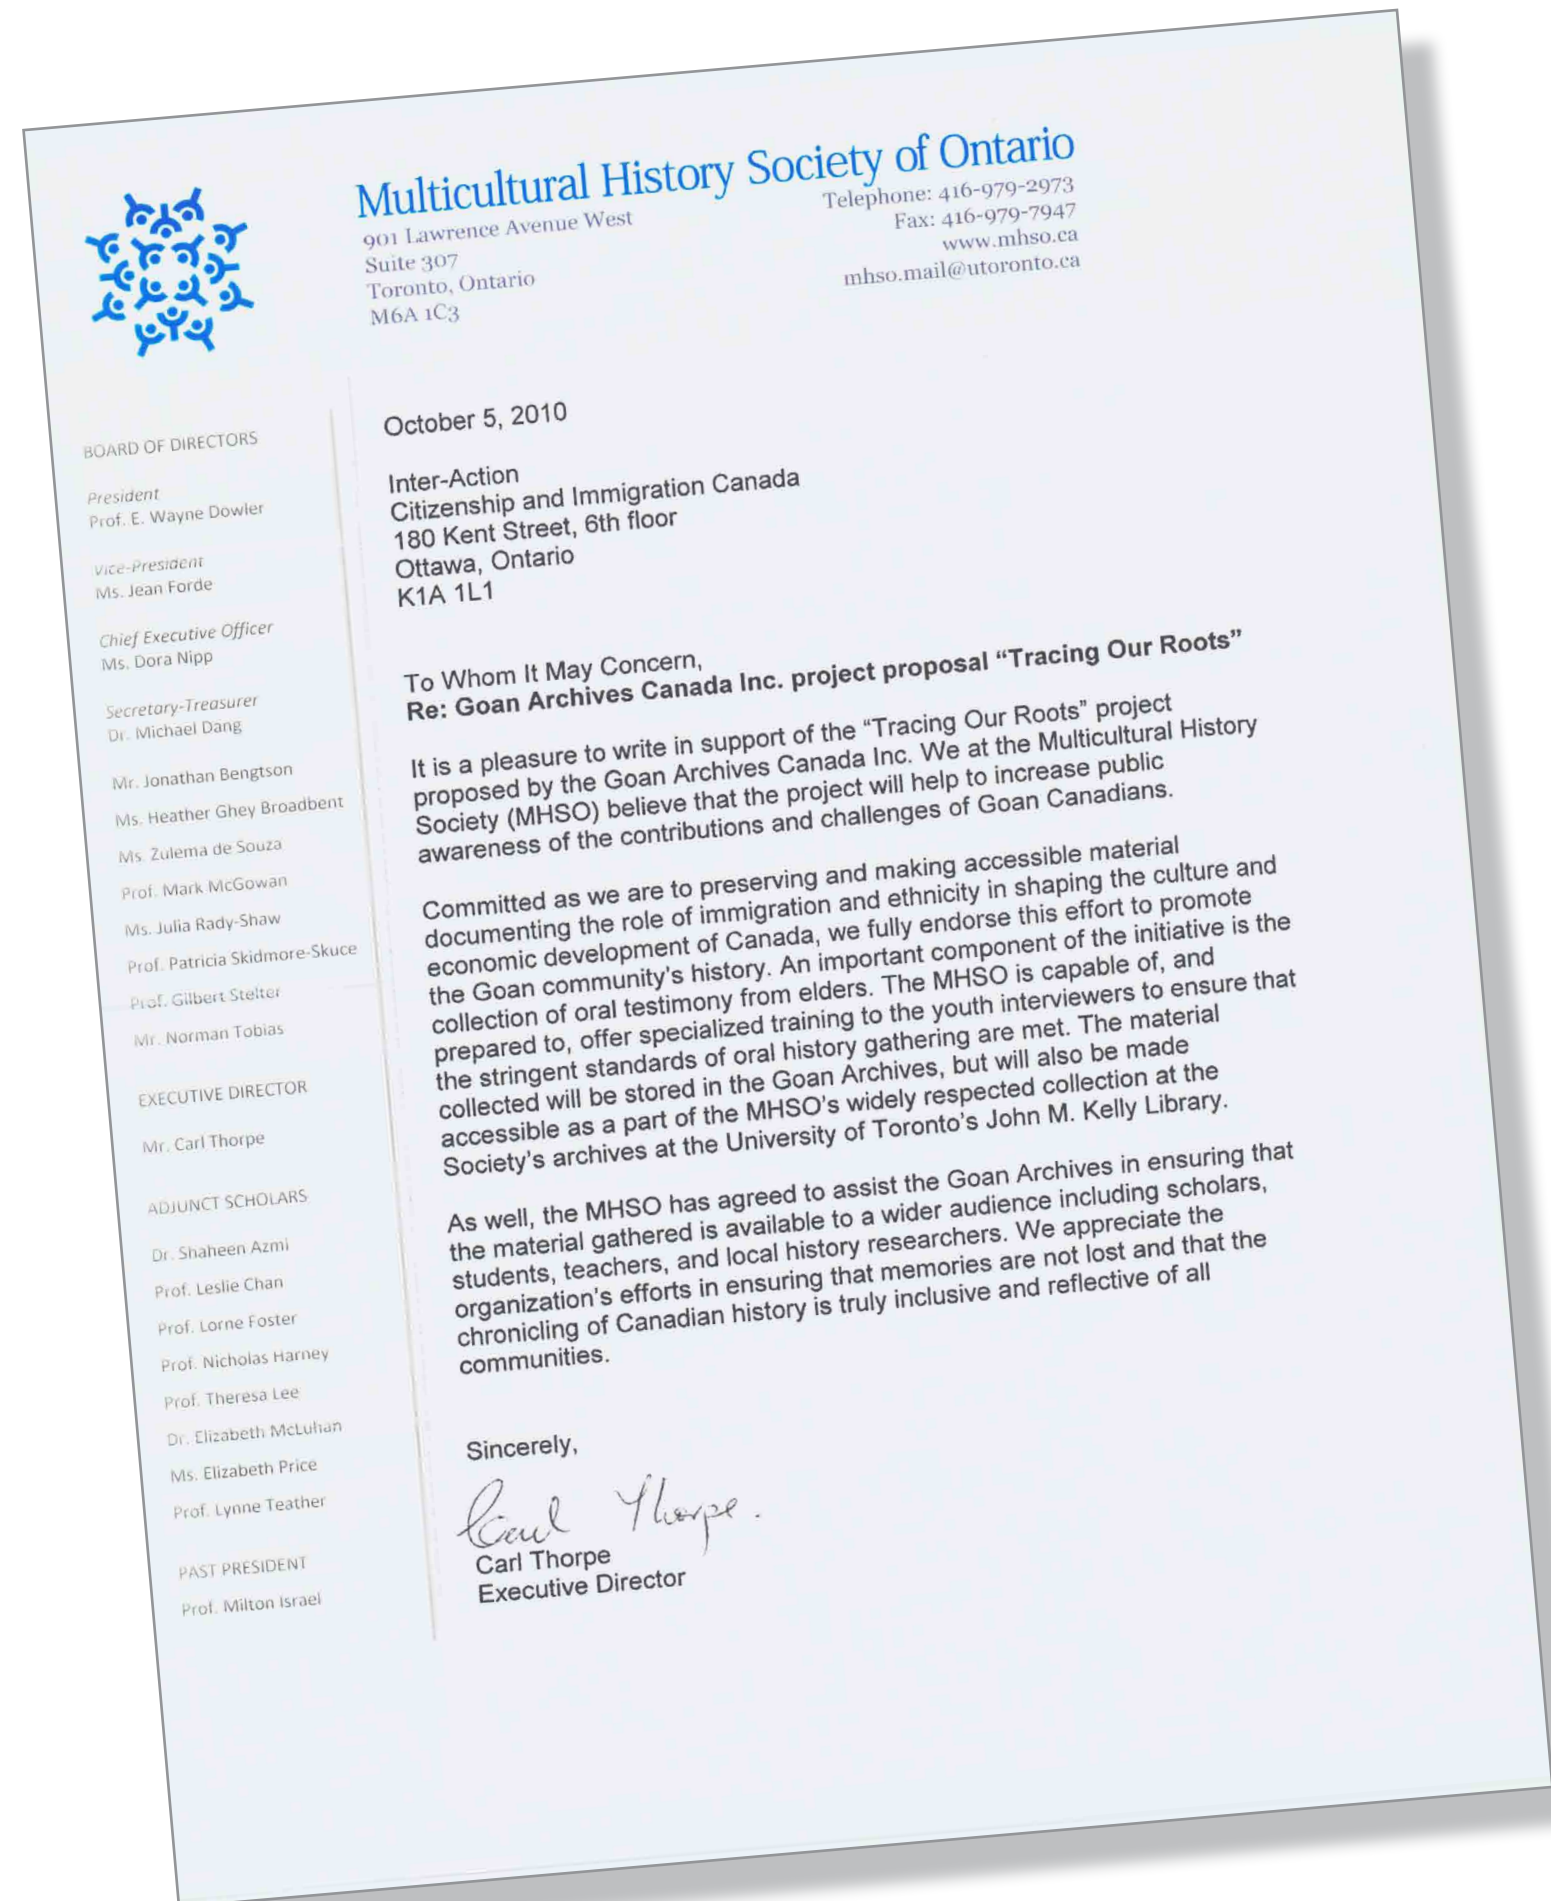 Multicultural History Society of Ontario
901 Lawrence Avenue West
Suite 307
Toronto, Ontario
M6A 1C3
Telephone: 416-979-2973
Fax: 416-979-7947
www.mhso.ca
mhso.mail@utoronto.ca
BOARD OF DIRECTORS
President
Prof. E. Wayne Dowler
Vice-President
Ms. Jean Forde
Chief Executive Officer
Ms. Dora Nipp
Secretary-Treasurer
Dr. Michael Dang
Mr. Jonathan Bengtson
Ms. Heather Ghey Broadbent
Ms. Zulema de Souza
Prof. Mark McGowan
Ms. Julia Rady-Shaw
Prof. Patricia Skidmore-Skuce
Prof. Gilbert Stelter
Mr. Norman Tobias
EXECUTIVE DIRECTOR
Mr. Carl Thorpe
ADJUNCT SCHOLARS
Dr. Shaheen Azmi
Prof. Leslie Chan
Prof. Lorne Foster
Prof. Nicholas Harney
Prof. Theresa Lee
Dr. Elizabeth McLuhan
Ms. Elizabeth Price
Prof. Lynne Teather
PAST PRESIDENT
Prof. Milton Israel
October 5, 2010
Inter-Action
Citizenship and Immigration Canada
180 Kent Street, 6th floor
Ottawa, Ontario
K1A 1L1
To Whom It May Concern,
Re: Goan Archives Canada Inc. project proposal “Tracing Our Roots”
It is a pleasure to write in support of the “Tracing Our Roots” project
proposed by the Goan Archives Canada Inc. We at the Multicultural History
Society (MHSO) believe that the project will help to increase public
awareness of the contributions and challenges of Goan Canadians.
Committed as we are to preserving and making accessible material
documenting the role of immigration and ethnicity in shaping the culture and
economic development of Canada, we fully endorse this effort to promote
the Goan community's history. An important component of the initiative is the
collection of oral testimony from elders. The MHSO is capable of, and
prepared to, offer specialized training to the youth interviewers to ensure that
the stringent standards of oral history gathering are met. The material
collected will be stored in the Goan Archives, but will also be made
accessible as a part of the MHSO's widely respected collection at the
Society's archives at the University of Toronto's John M. Kelly Library.
As well, the MHSO has agreed to assist the Goan Archives in ensuring that
the material gathered is available to a wider audience including scholars,
students, teachers, and local history researchers. We appreciate the
organization's efforts in ensuring that memories are not lost and that the
chronicling of Canadian history is truly inclusive and reflective of all
communities.
Sincerely,
Carl Thorpe.
Carl Thorpe
Executive Director